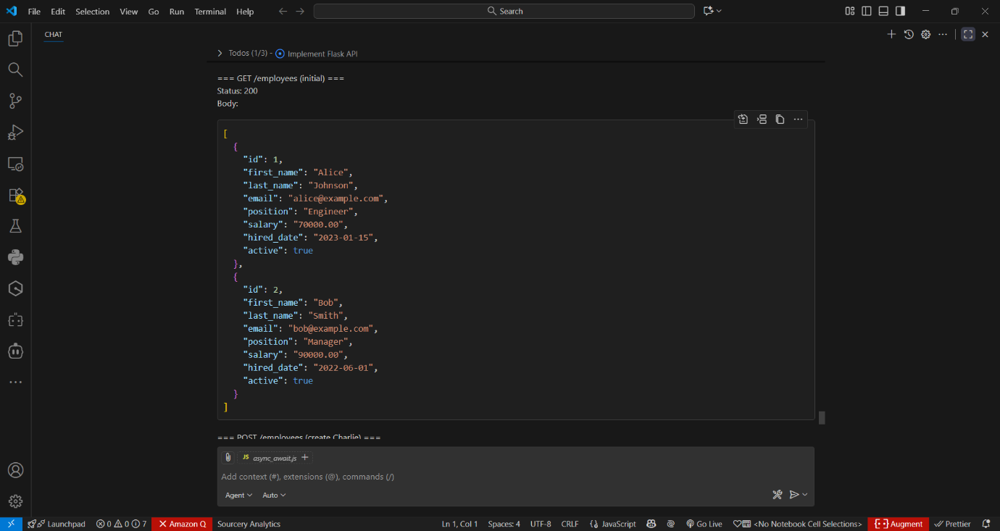 File Edit Selection View Go Run Terminal Help Search
CHAT
Todos (1/3) - Implement Flask API
=== GET /employees (initial) ===
Status: 200
Body:
[
{
"id": 1,
"first_name": "Alice",
"last_name": "Johnson",
"email": "alice@example.com",
"position": "Engineer",
"salary": "70000.00",
"hired_date": "2023-01-15",
"active": true
},
{
"id": 2,
"first_name": "Bob",
"last_name": "Smith",
"email": "bob@example.com",
"position": "Manager",
"salary": "90000.00",
"hired_date": "2022-06-01",
"active": true
}
]
=== POST /employees (create Charlie) ===
JS async_await.js
Add context (#), extensions (@), commands (/)
Agent Auto
Launchpad 0 0 7 Amazon Q Sourcery Analytics Ln 1, Col 1 Spaces: 4 UTF-8 CRLF JavaScript Go Live <No Notebook Cell Selections> Augment Prettier